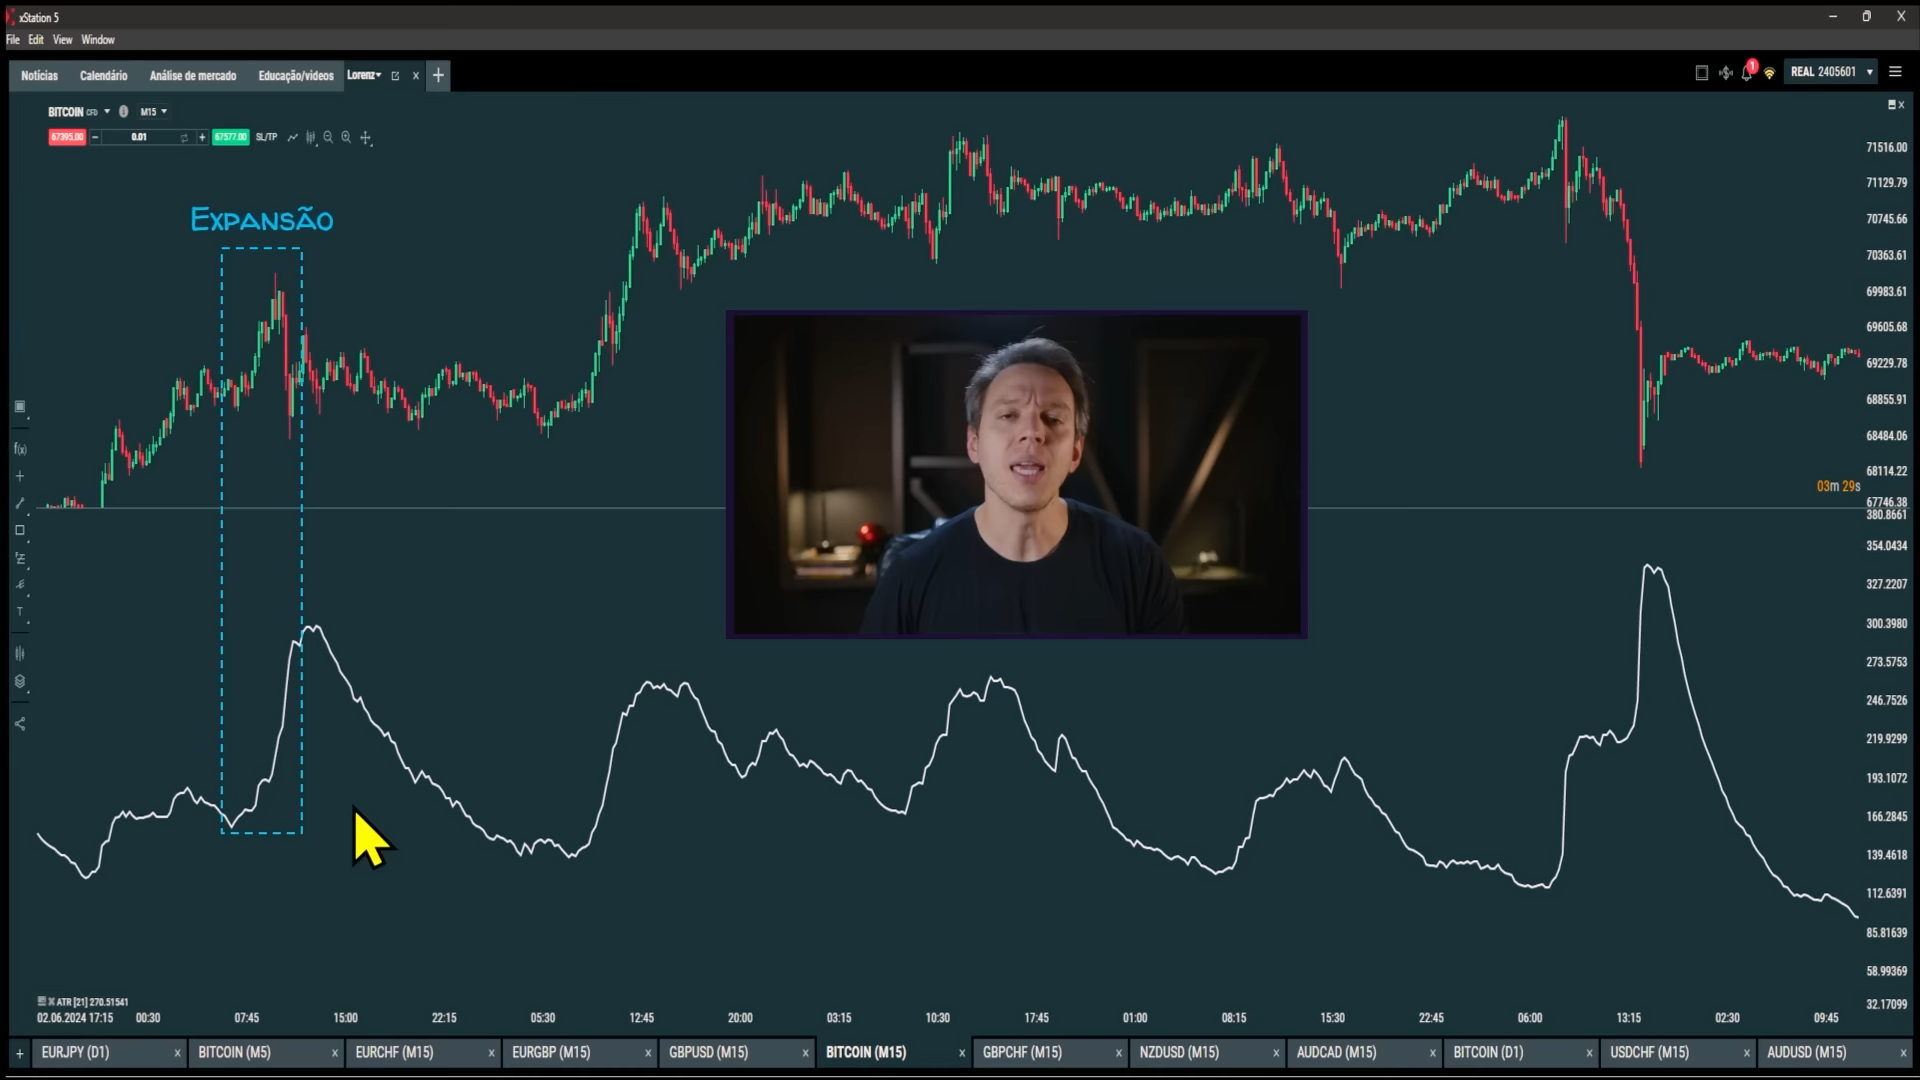 xStation 5
File Edit View Window
Notícias Calendário Análise de mercado Educação/videos Lorenz
1 REAL 2405601
BITCOIN CFD M15
67395.00 0.01 67577.00 SL/TP
EXPANSÃO
71516.00
71129.79
70745.66
70363.61
69983.61
69605.68
69229.78
68855.91
68484.06
68114.22
03m 29s
67746.38
380.8661
354.0434
327.2207
300.3980
273.5753
246.7526
219.9299
193.1072
166.2845
139.4618
112.6391
85.81639
58.99369
32.17099
f(x)
T
ATR [21] 270.51541
02.06.2024 17:15 00:30 07:45 15:00 22:15 05:30 12:45 20:00 03:15 10:30 17:45 01:00 08:15 15:30 22:45 06:00 13:15 02:30 09:45
EURJPY (D1) BITCOIN (M5) EURCHF (M15) EURGBP (M15) GBPUSD (M15) BITCOIN (M15) GBPCHF (M15) NZDUSD (M15) AUDCAD (M15) BITCOIN (D1) USDCHF (M15) AUDUSD (M15)